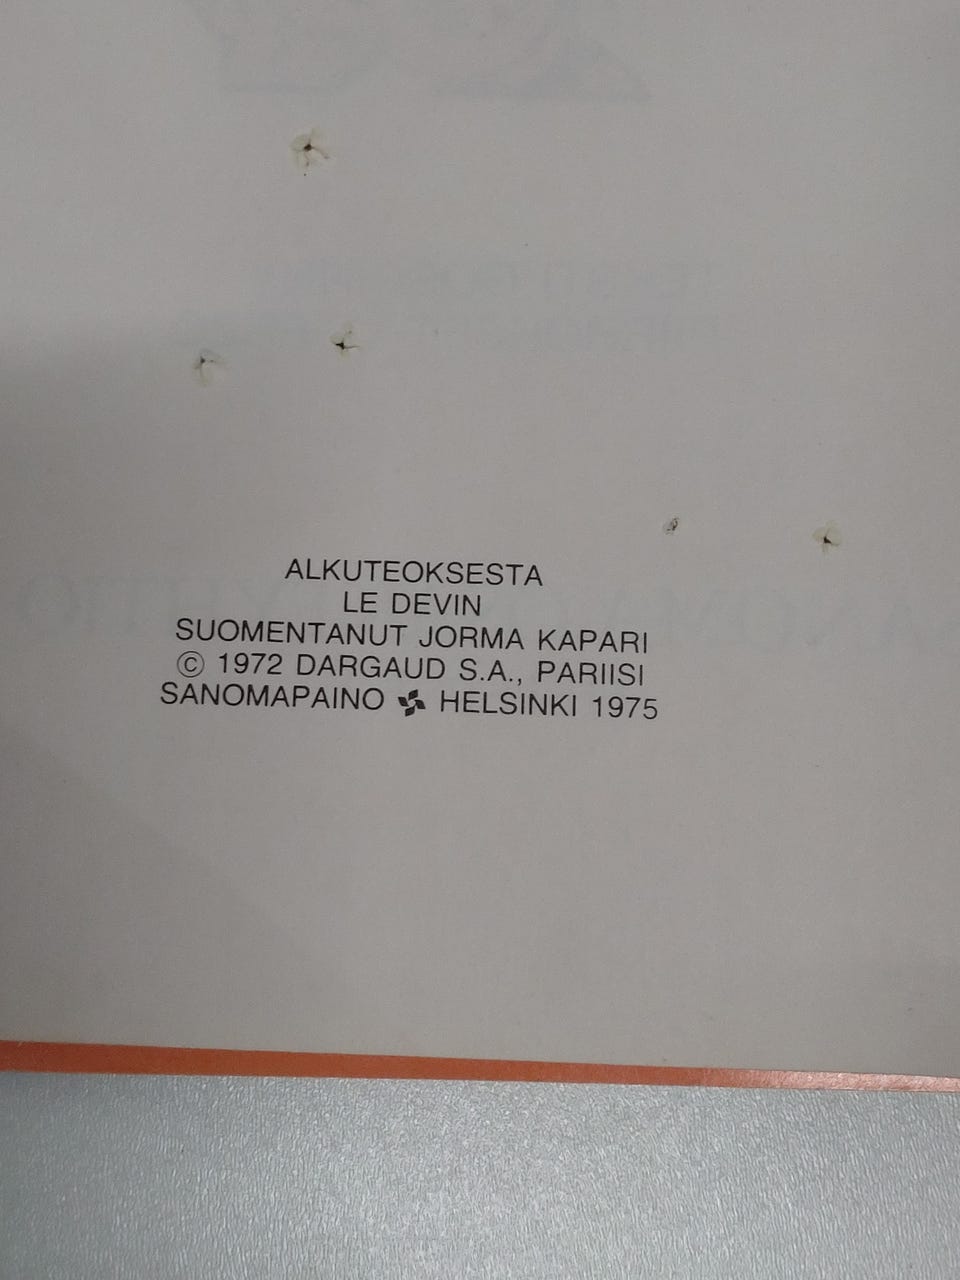 ALKUTEOKSESTA
LE DEVIN
SUOMENTANUT JORMA KAPARI
© 1972 DARGAUD S.A., PARIISI
SANOMAPAINO HELSINKI 1975